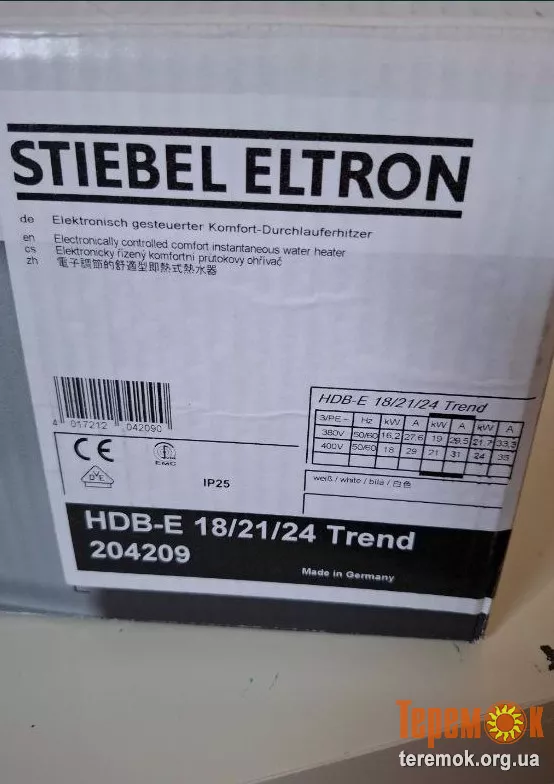 STIEBEL ELTRON
de Elektronisch gesteuerter Komfort-Durchlauferhitzer
en Electronically controlled comfort instantaneous water heater
cs Elektronicky řízený komfortní průtokový ohřívač
zh 電子調節的舒適型即熱式熱水器
HDB-E 18/21/24 Trend
3/PE~ Hz kW A kW A kW A
380V 50/60 16,2 27,6 19 29,5 21,7 33,3
400V 50/60 18 29 21 31 24 35
4 017212 042090
CE
EMC
DVE
IP25
weiß / white / bílá / 白色
HDB-E 18/21/24 Trend
204209
Made in Germany
Теремок
teremok.org.ua